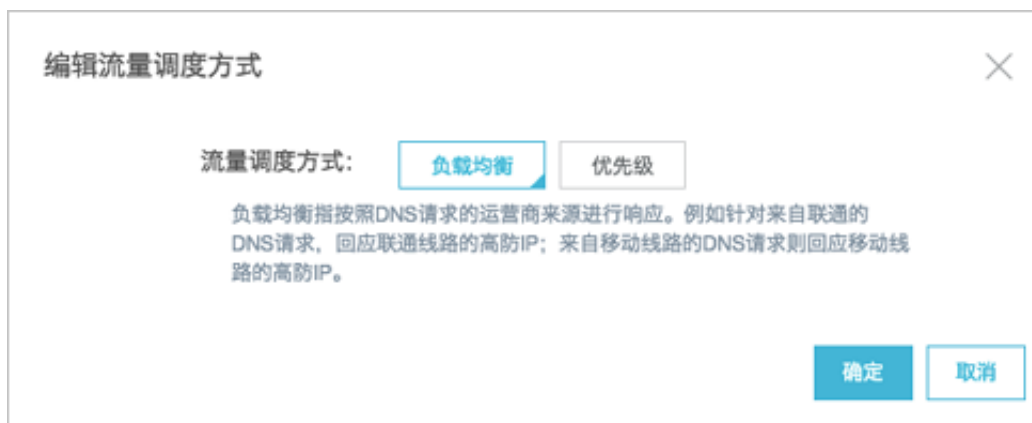 编辑流量调度方式
流量调度方式： 负载均衡 优先级
负载均衡指按照DNS请求的运营商来源进行响应。例如针对来自联通的
DNS请求，回应联通线路的高防IP；来自移动线路的DNS请求则回应移动线
路的高防IP。
确定 取消